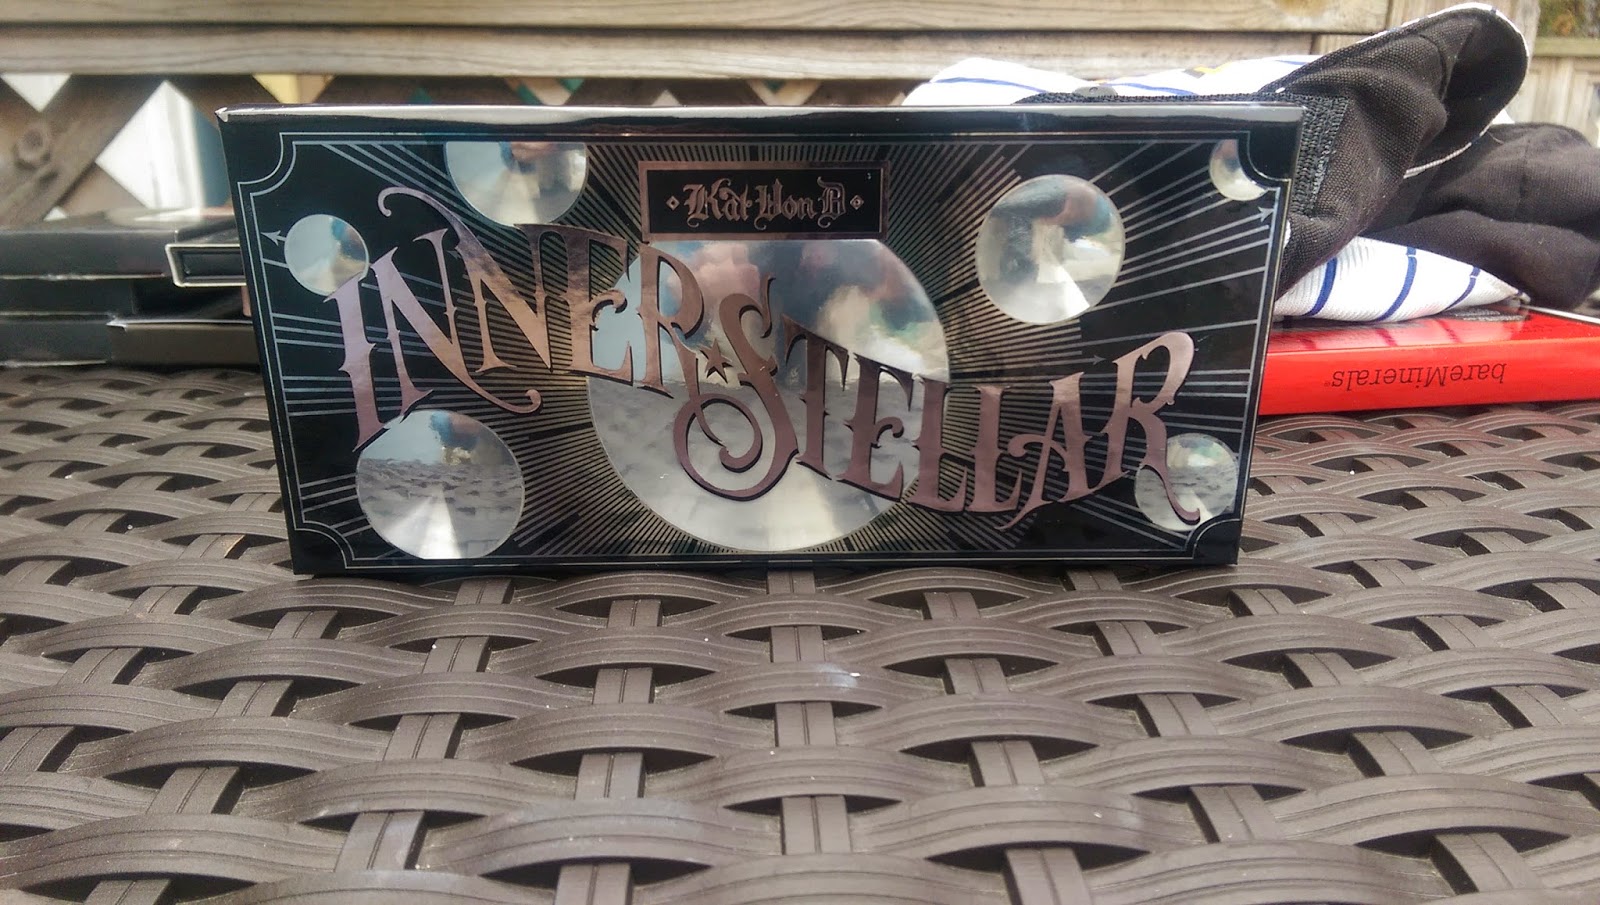 Kat Von D
INNER★STELLAR
bareMinerals